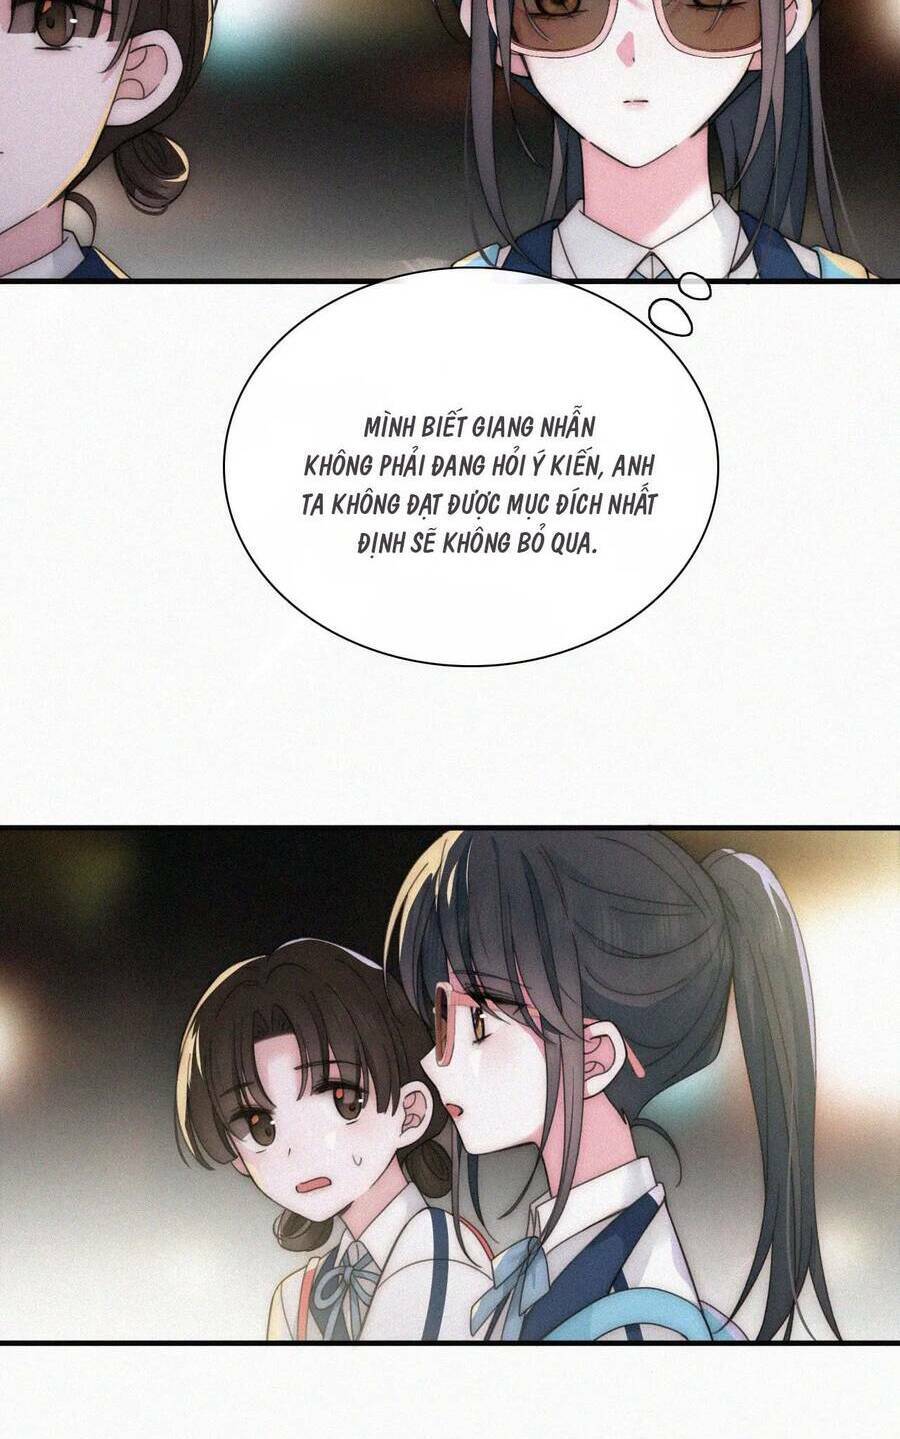 MÌNH BIẾT GIANG NHẪN
KHÔNG PHẢI ĐANG HỎI Ý KIẾN, ANH
TA KHÔNG ĐẠT ĐƯỢC MỤC ĐÍCH NHẤT
ĐỊNH SẼ KHÔNG BỎ QUA.